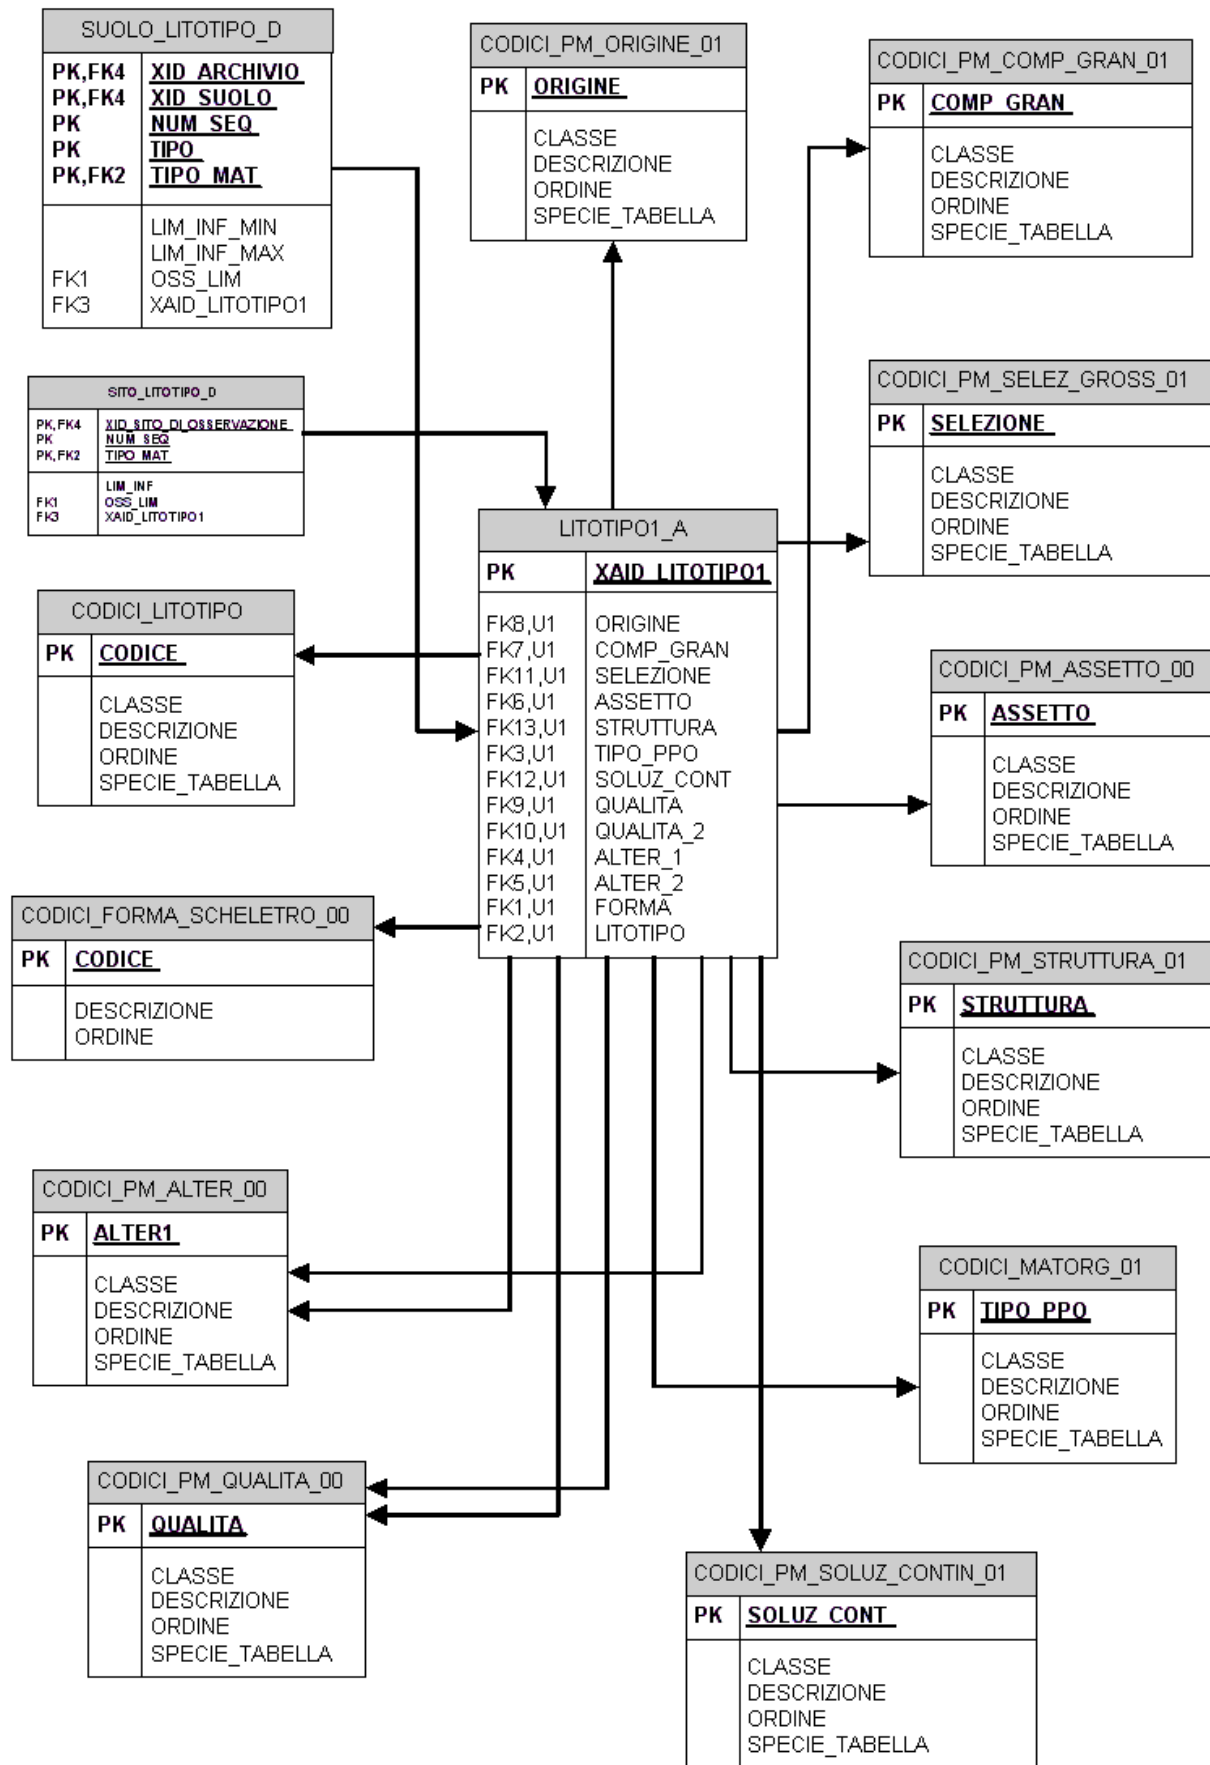 SUOLO_LITOTIPO_D
PK,FK4 XID_ARCHIVIO
PK,FK4 XID_SUOLO
PK NUM_SEQ
PK TIPO
PK,FK2 TIPO_MAT
LIM_INF_MIN
LIM_INF_MAX
FK1 OSS_LIM
FK3 XAID_LITOTIPO1
CODICI_PM_ORIGINE_01
PK ORIGINE
CLASSE
DESCRIZIONE
ORDINE
SPECIE_TABELLA
CODICI_PM_COMP_GRAN_01
PK COMP_GRAN
CLASSE
DESCRIZIONE
ORDINE
SPECIE_TABELLA
SITO_LITOTIPO_D
PK,FK4 XID_SITO_DI_OSSERVAZIONE
PK NUM_SEQ
PK,FK2 TIPO_MAT
LIM_INF
FK1 OSS_LIM
FK3 XAID_LITOTIPO1
CODICI_PM_SELEZ_GROSS_01
PK SELEZIONE
CLASSE
DESCRIZIONE
ORDINE
SPECIE_TABELLA
LITOTIPO1_A
PK XAID_LITOTIPO1
FK8,U1 ORIGINE
FK7,U1 COMP_GRAN
FK11,U1 SELEZIONE
FK6,U1 ASSETTO
FK13,U1 STRUTTURA
FK3,U1 TIPO_PPO
FK12,U1 SOLUZ_CONT
FK9,U1 QUALITA
FK10,U1 QUALITA_2
FK4,U1 ALTER_1
FK5,U1 ALTER_2
FK1,U1 FORMA
FK2,U1 LITOTIPO
CODICI_LITOTIPO
PK CODICE
CLASSE
DESCRIZIONE
ORDINE
SPECIE_TABELLA
CODICI_PM_ASSETTO_00
PK ASSETTO
CLASSE
DESCRIZIONE
ORDINE
SPECIE_TABELLA
CODICI_FORMA_SCHELETRO_00
PK CODICE
DESCRIZIONE
ORDINE
CODICI_PM_STRUTTURA_01
PK STRUTTURA
CLASSE
DESCRIZIONE
ORDINE
SPECIE_TABELLA
CODICI_PM_ALTER_00
PK ALTER1
CLASSE
DESCRIZIONE
ORDINE
SPECIE_TABELLA
CODICI_MATORG_01
PK TIPO_PPO
CLASSE
DESCRIZIONE
ORDINE
SPECIE_TABELLA
CODICI_PM_QUALITA_00
PK QUALITA
CLASSE
DESCRIZIONE
ORDINE
SPECIE_TABELLA
CODICI_PM_SOLUZ_CONTIN_01
PK SOLUZ_CONT
CLASSE
DESCRIZIONE
ORDINE
SPECIE_TABELLA